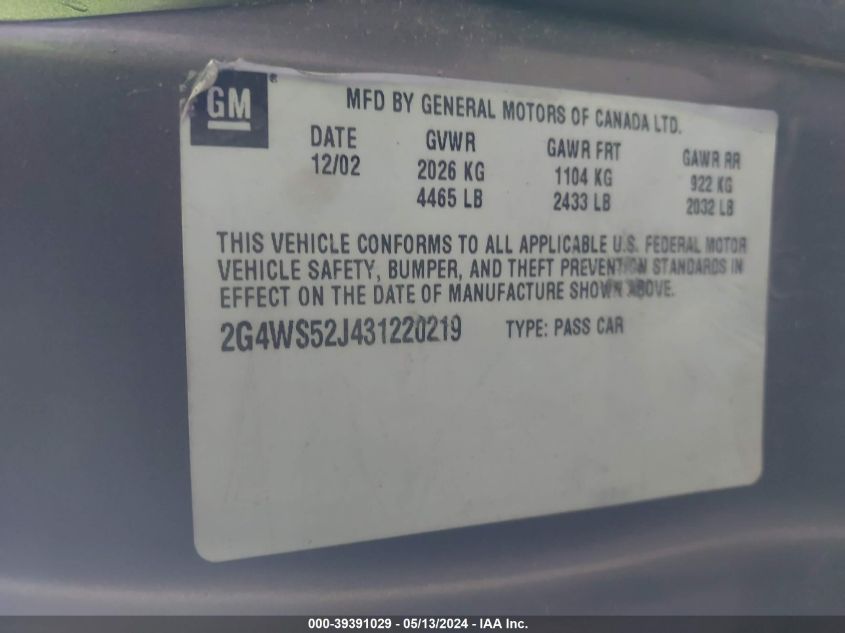 GM ®
MFD BY GENERAL MOTORS OF CANADA LTD.
DATE GVWR GAWR FRT GAWR RR
12/02 2026 KG 1104 KG 922 KG
4465 LB 2433 LB 2032 LB
THIS VEHICLE CONFORMS TO ALL APPLICABLE U.S. FEDERAL MOTOR
VEHICLE SAFETY, BUMPER, AND THEFT PREVENTION STANDARDS IN
EFFECT ON THE DATE OF MANUFACTURE SHOWN ABOVE.
2G4WS52J431220219 TYPE: PASS CAR
000-39391029 - 05/13/2024 - IAA Inc.